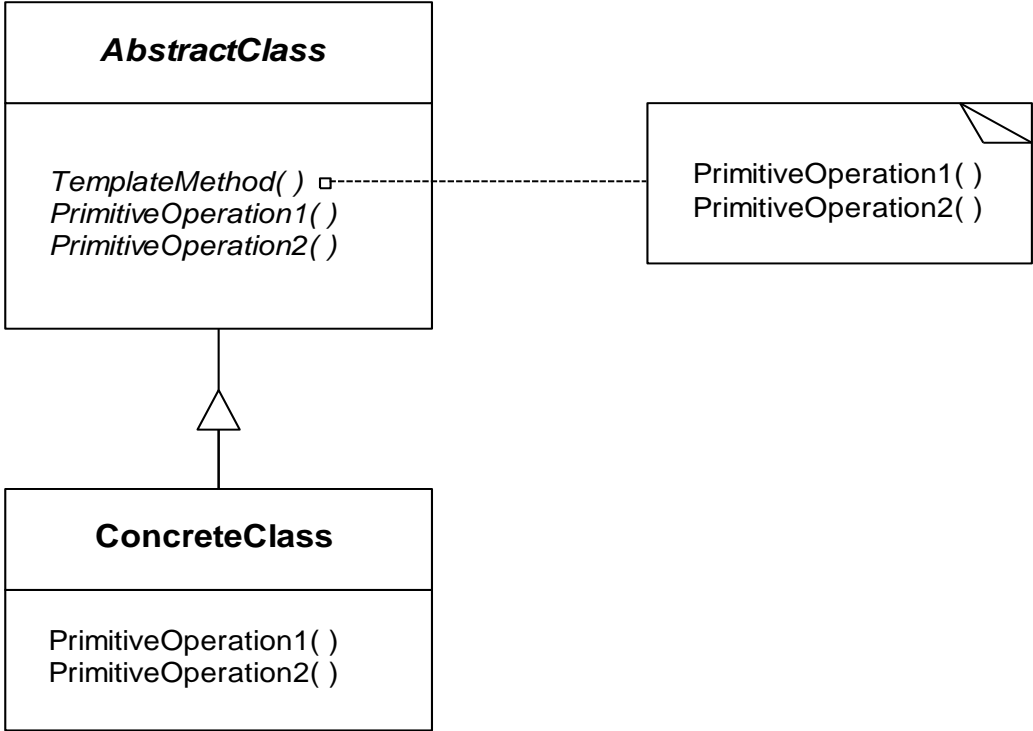 AbstractClass
TemplateMethod( )
PrimitiveOperation1( )
PrimitiveOperation2( )
PrimitiveOperation1( )
PrimitiveOperation2( )
ConcreteClass
PrimitiveOperation1( )
PrimitiveOperation2( )